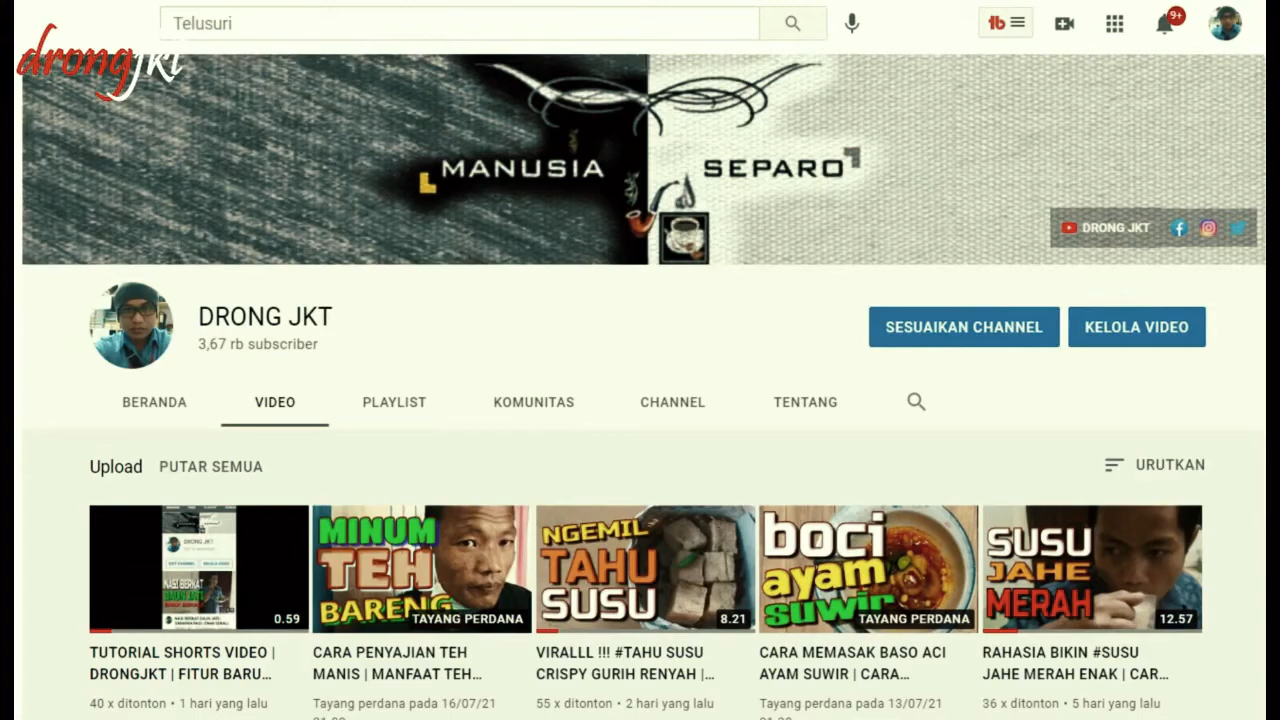 Telusuri
9+
drongjkt
MANUSIA
SEPARO
DRONG JKT
DRONG JKT
3,67 rb subscriber
SESUAIKAN CHANNEL
KELOLA VIDEO
BERANDA
VIDEO
PLAYLIST
KOMUNITAS
CHANNEL
TENTANG
Upload
PUTAR SEMUA
URUTKAN
DRONG JKT
0.59
MINUM
TEH
BARENG
TAYANG PERDANA
NGEMIL
TAHU
SUSU
8.21
boci
ayam
suwir
TAYANG PERDANA
SUSU
JAHE
MERAH
12.57
TUTORIAL SHORTS VIDEO |
DRONGJKT | FITUR BARU...
40 x ditonton • 1 hari yang lalu
CARA PENYAJIAN TEH
MANIS | MANFAAT TEH...
Tayang perdana pada 16/07/21
VIRALLL !!! #TAHU SUSU
CRISPY GURIH RENYAH |...
55 x ditonton • 2 hari yang lalu
CARA MEMASAK BASO ACI
AYAM SUWIR | CARA...
Tayang perdana pada 13/07/21
RAHASIA BIKIN #SUSU
JAHE MERAH ENAK | CAR...
36 x ditonton • 5 hari yang lalu